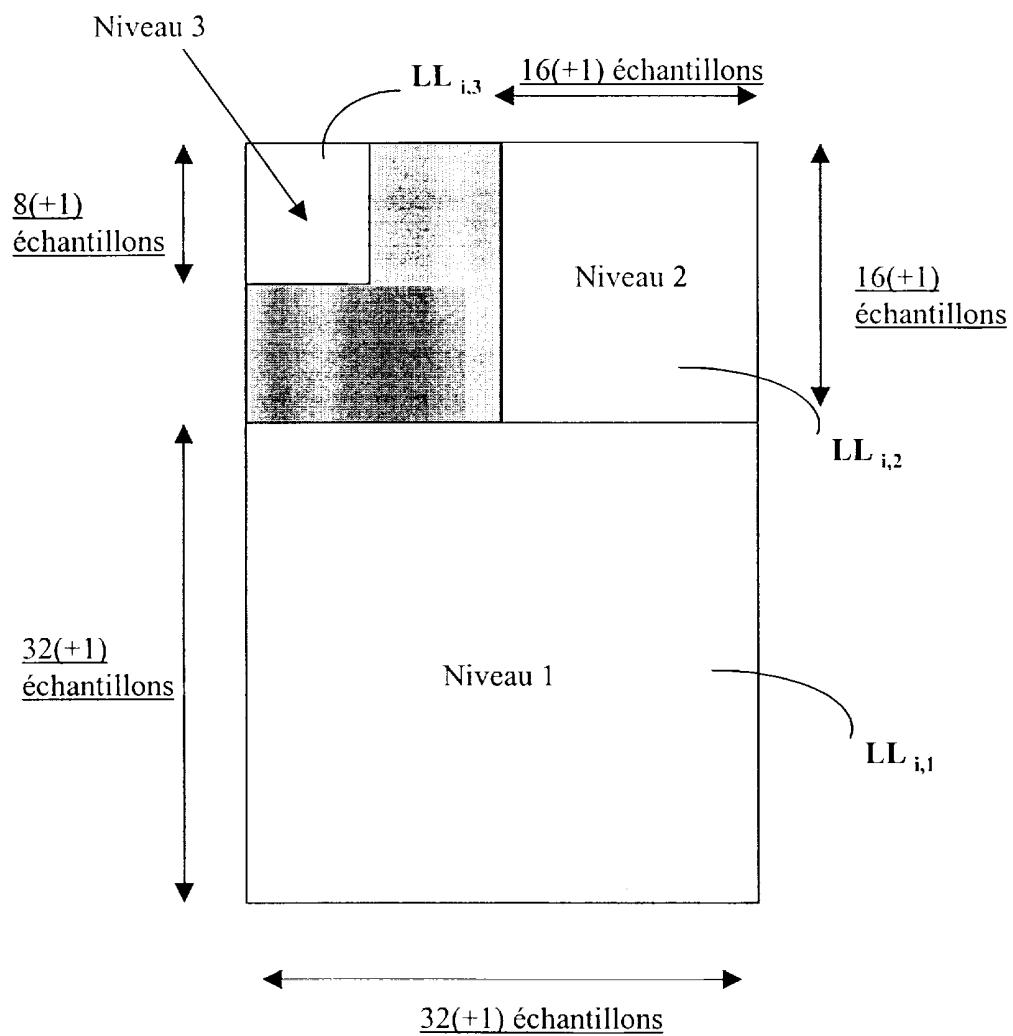 Niveau 3
LL i,3
16(+1) échantillons
8(+1)
échantillons
Niveau 2
16(+1)
échantillons
LL i,2
32(+1)
échantillons
Niveau 1
LL i,1
32(+1) échantillons